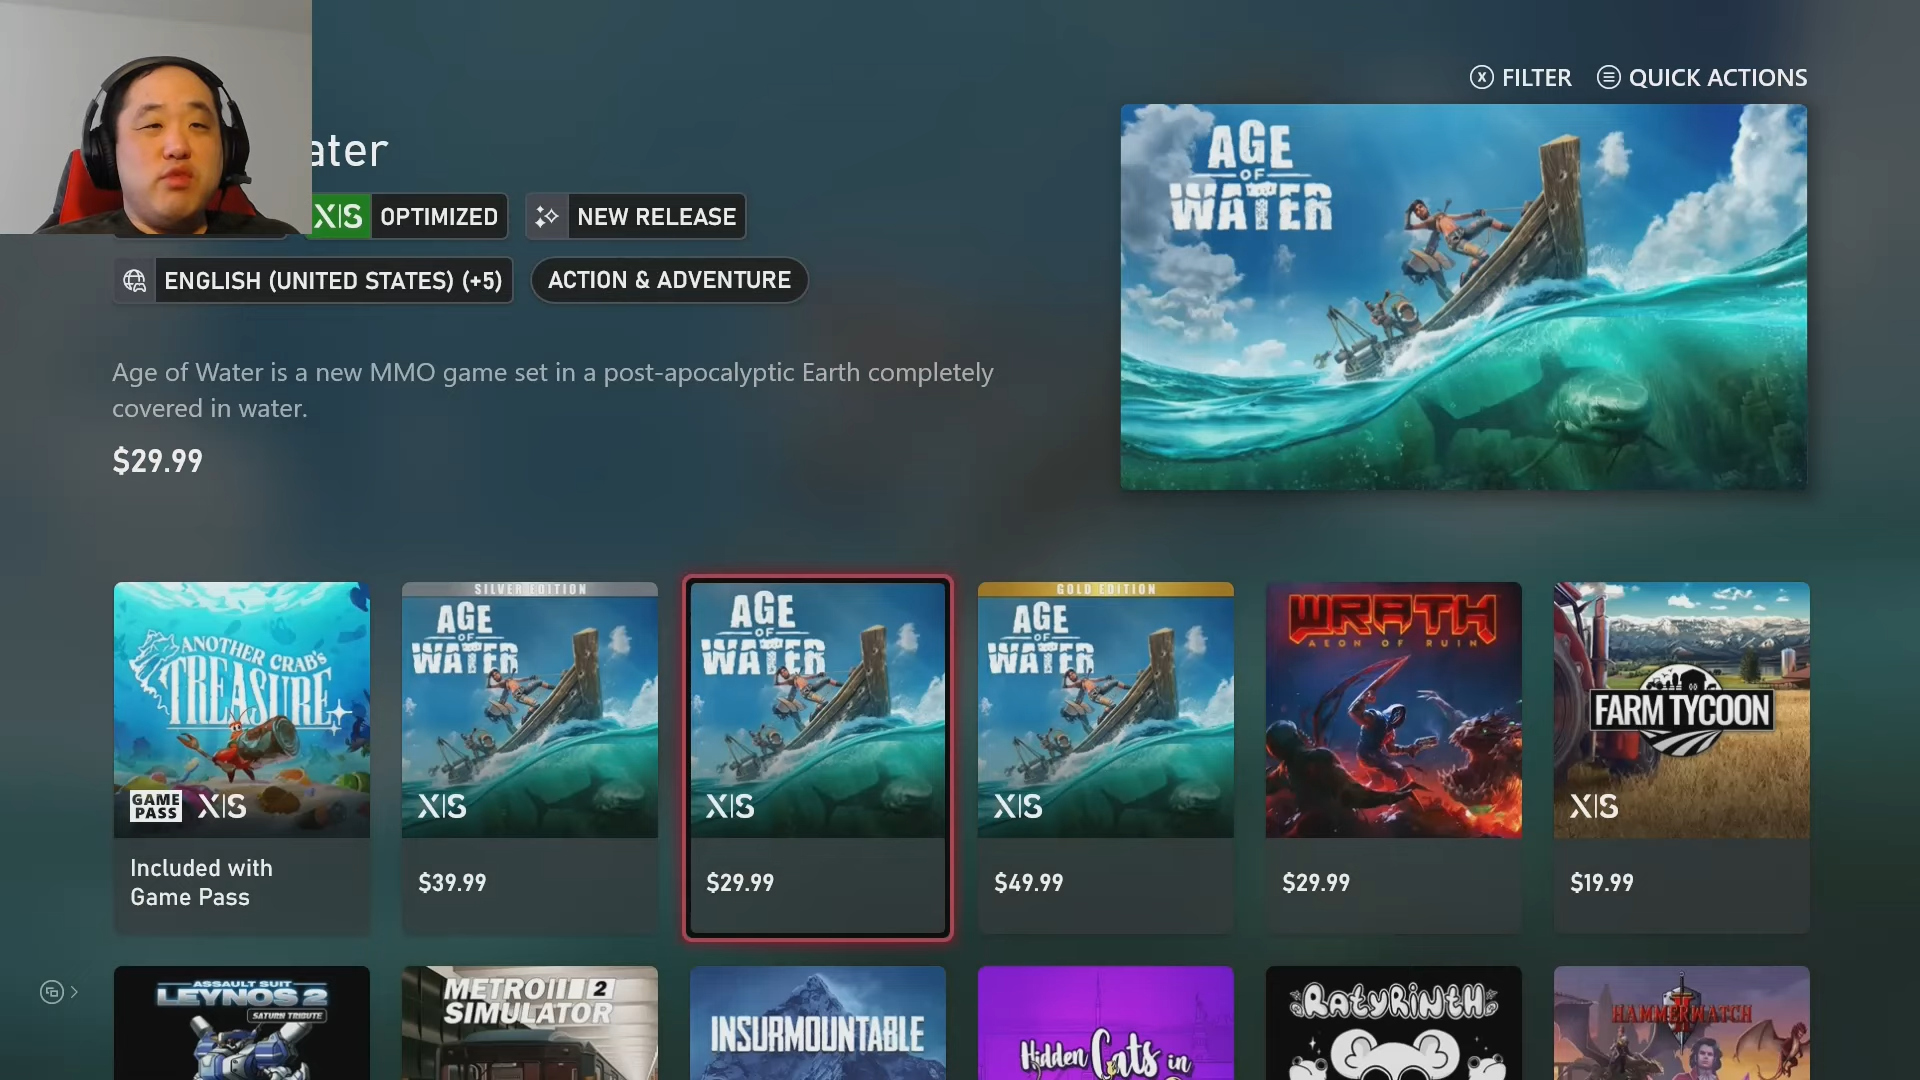 FILTER
QUICK ACTIONS
ater
X|S OPTIMIZED
NEW RELEASE
ENGLISH (UNITED STATES) (+5)
ACTION & ADVENTURE
Age of Water is a new MMO game set in a post-apocalyptic Earth completely
covered in water.
$29.99
AGE
OF
WATER
ANOTHER CRAB'S
TREASURE
GAME
PASS
X|S
Included with
Game Pass
SILVER EDITION
AGE
OF
WATER
X|S
$39.99
AGE
OF
WATER
X|S
$29.99
GOLD EDITION
AGE
OF
WATER
X|S
$49.99
WRATH
AEON OF RUIN
$29.99
FARM TYCOON
X|S
$19.99
ASSAULT SUIT
LEYNOS 2
SATURN TRIBUTE
METRO 2
SIMULATOR
INSURMOUNTABLE
Hidden Cats in
RATYRINTH
HAMMERWATCH
II